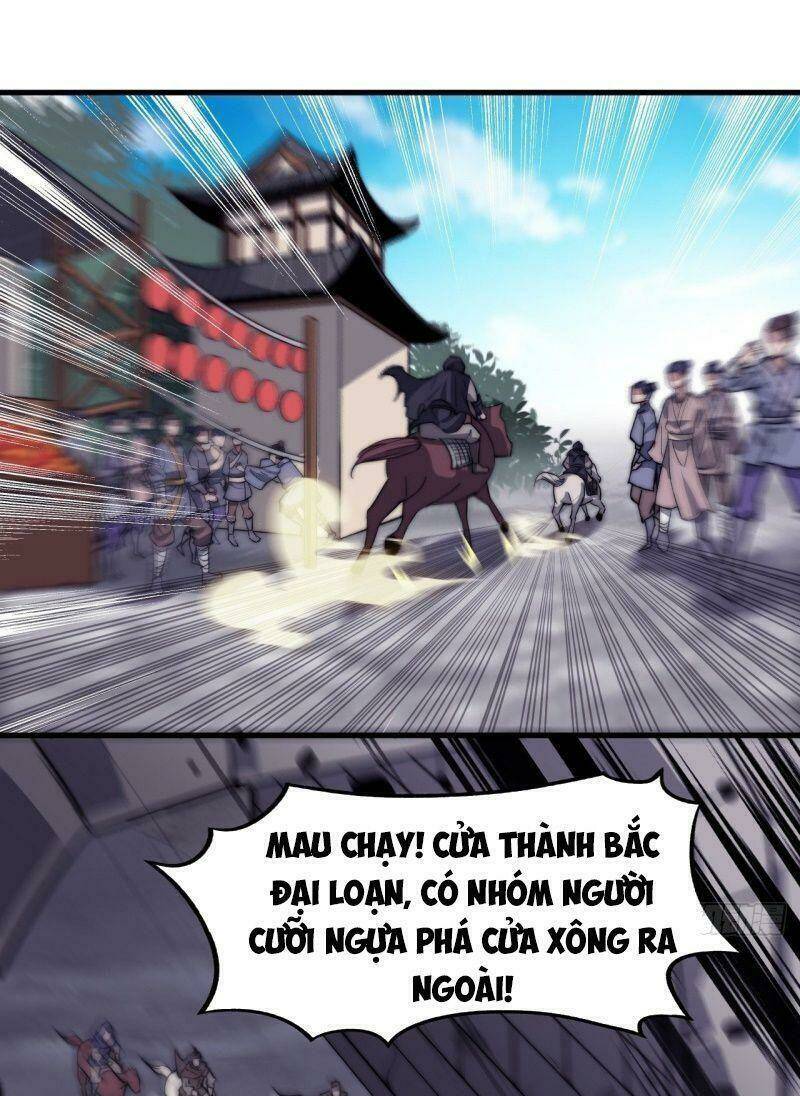 MAU CHẠY! CỬA THÀNH BẮC
ĐẠI LOẠN, CÓ NHÓM NGƯỜI
CƯỠI NGỰA PHÁ CỬA XÔNG RA
NGOÀI!